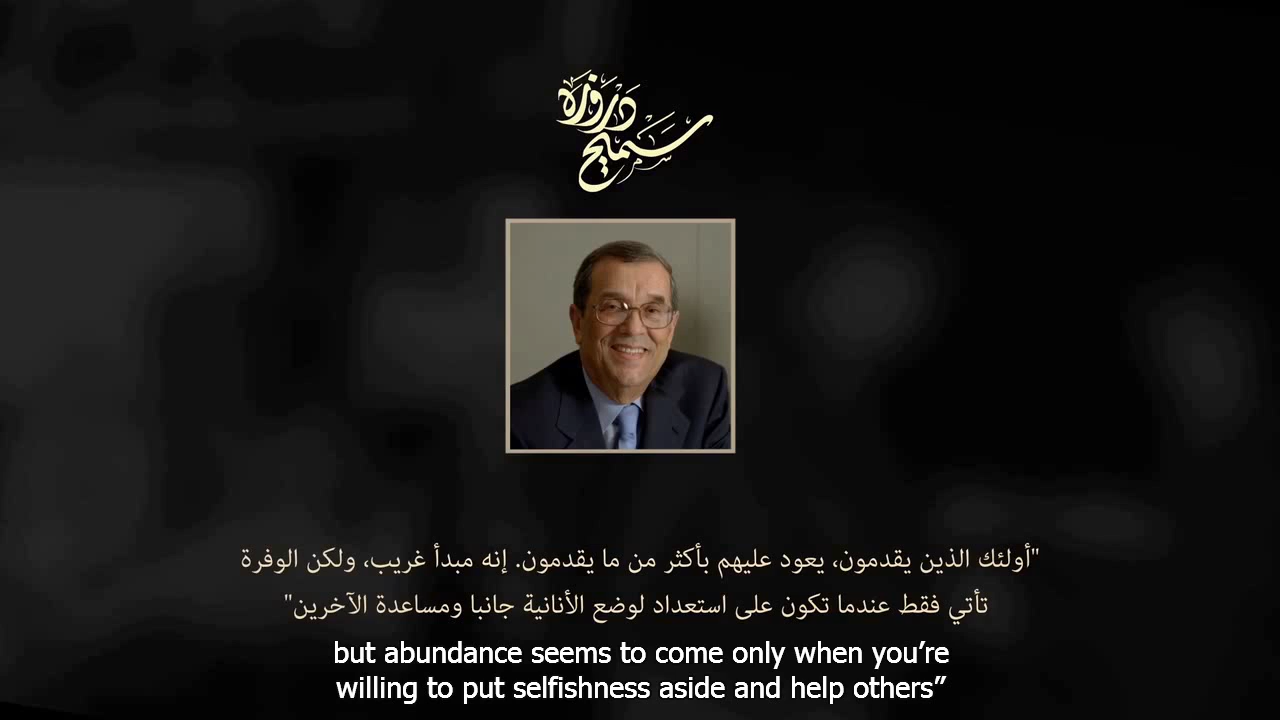 سميح دروزه
"أولئك الذين يقدمون، يعود عليهم بأكثر من ما يقدمون. إنه مبدأ غريب، ولكن الوفرة
تأتي فقط عندما تكون على استعداد لوضع الأنانية جانبا ومساعدة الآخرين"
but abundance seems to come only when you’re
willing to put selfishness aside and help others”